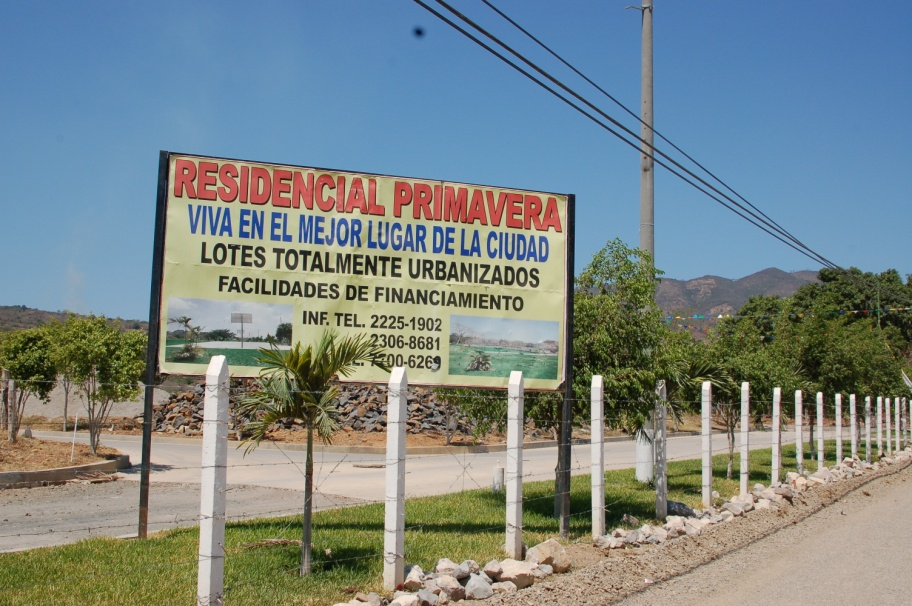 RESIDENCIAL PRIMAVERA
VIVA EN EL MEJOR LUGAR DE LA CIUDAD
LOTES TOTALMENTE URBANIZADOS
FACILIDADES DE FINANCIAMIENTO
INF. TEL. 2225-1902
2306-8681